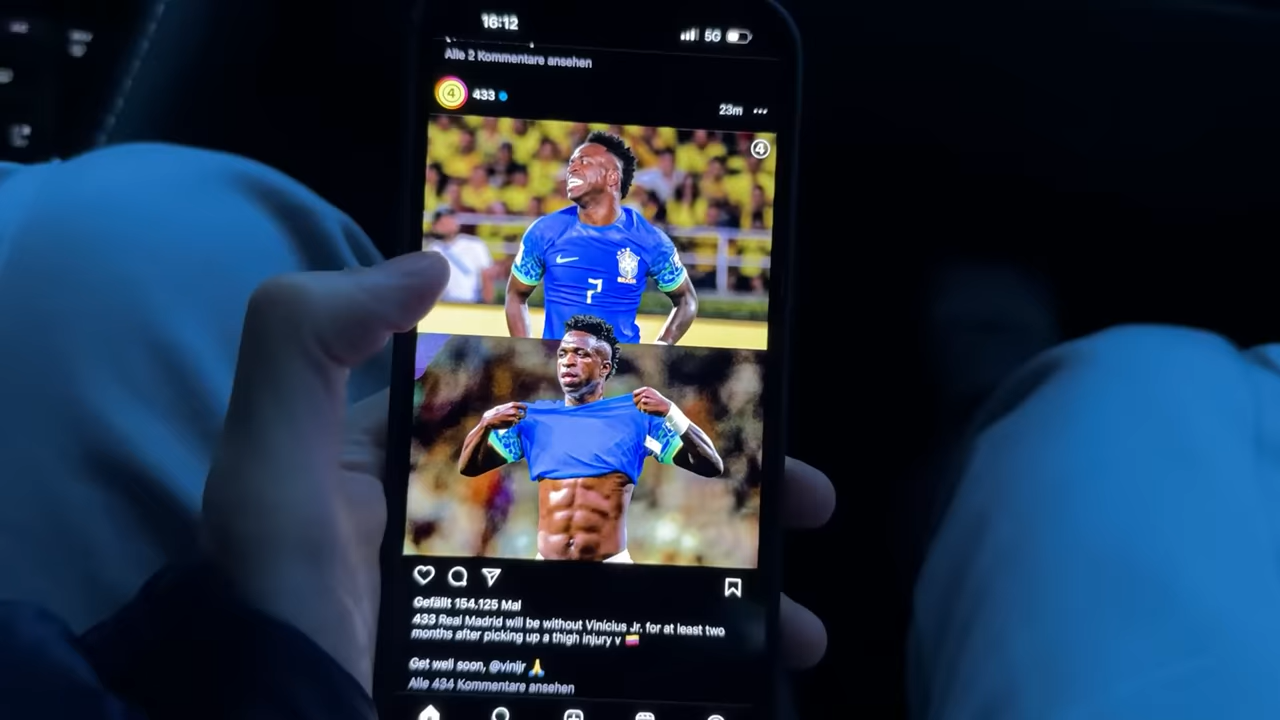 16:12
5G
Alle 2 Kommentare ansehen
4
433
23m
4
BRASIL
7
Gefällt 154.125 Mal
433 Real Madrid will be without Vinícius Jr. for at least two
months after picking up a thigh injury v 🇨🇴
Get well soon, @vinijr 🙏
Alle 434 Kommentare ansehen